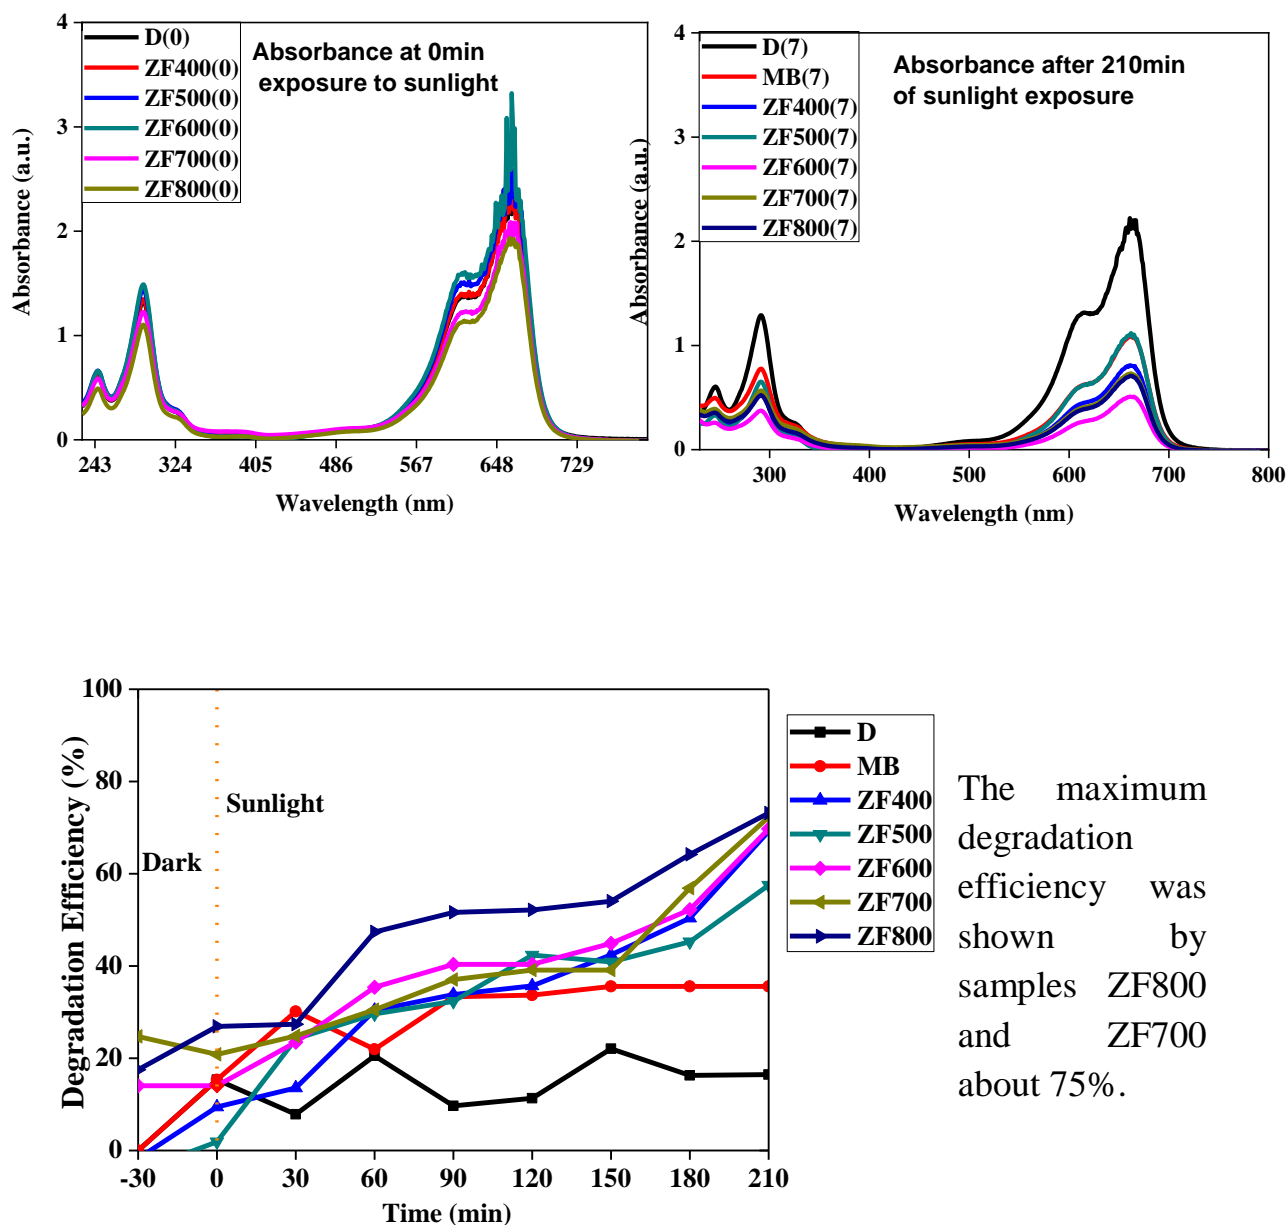 Absorbance (a.u.)
4
3
2
1
0
D(0)
ZF400(0)
ZF500(0)
ZF600(0)
ZF700(0)
ZF800(0)
Absorbance at 0min
exposure to sunlight
243 324 405 486 567 648 729
Wavelength (nm)
Absorbance (a.u.)
4
3
2
1
0
D(7)
MB(7)
ZF400(7)
ZF500(7)
ZF600(7)
ZF700(7)
ZF800(7)
Absorbance after 210min
of sunlight exposure
300 400 500 600 700 800
Wavelength (nm)
Degradation Efficiency (%)
100
80
60
40
20
0
Dark
Sunlight
-30 0 30 60 90 120 150 180 210
Time (min)
D
MB
ZF400
ZF500
ZF600
ZF700
ZF800
The maximum
degradation
efficiency was
shown by
samples ZF800
and ZF700
about 75%.